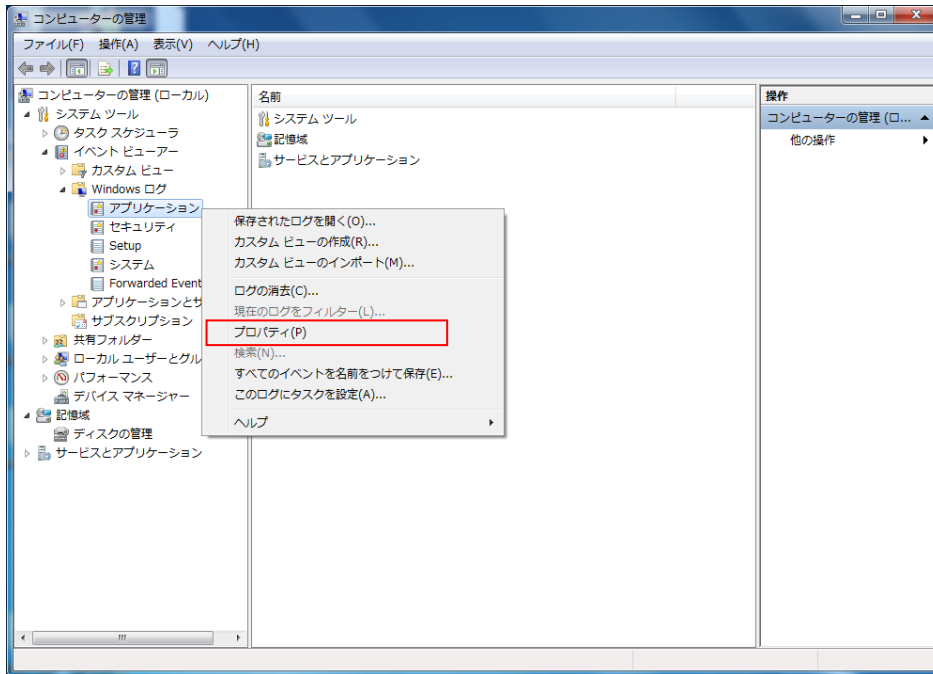 コンピューターの管理
ファイル(F) 操作(A) 表示(V) ヘルプ(H)
コンピューターの管理 (ローカル)
システム ツール
タスク スケジューラ
イベント ビューアー
カスタム ビュー
Windows ログ
アプリケーション
セキュリティ
Setup
システム
Forwarded Event
アプリケーションとサ
サブスクリプション
共有フォルダー
ローカル ユーザーとグル
パフォーマンス
デバイス マネージャー
記憶域
ディスクの管理
サービスとアプリケーション
名前
システム ツール
記憶域
サービスとアプリケーション
保存されたログを開く(O)...
カスタム ビューの作成(R)...
カスタム ビューのインポート(M)...
ログの消去(C)...
現在のログをフィルター(L)...
プロパティ(P)
検索(N)...
すべてのイベントを名前をつけて保存(E)...
このログにタスクを設定(A)...
ヘルプ
操作
コンピューターの管理 (ロ...
他の操作